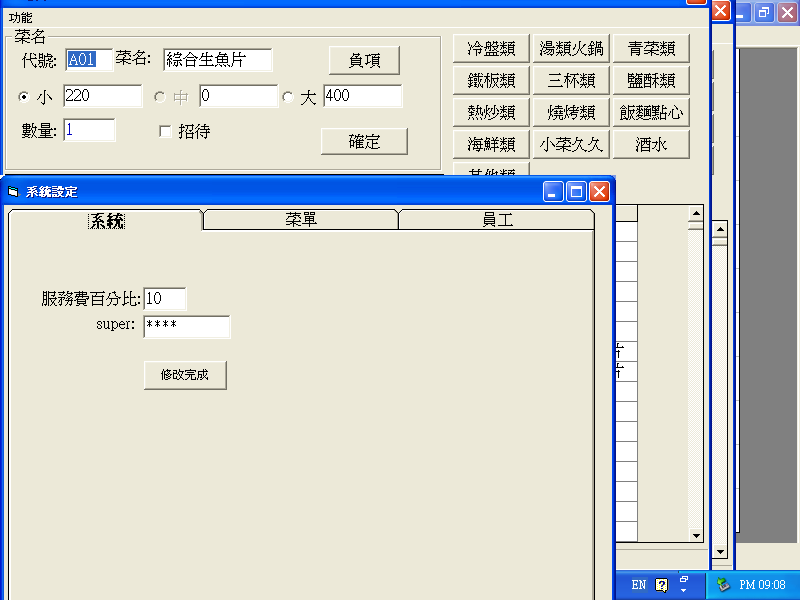 功能
菜名
代號: A01 菜名: 綜合生魚片 負項
小 220 中 0 大 400
數量: 1 招待 確定
冷盤類 湯類火鍋 青菜類
鐵板類 三杯類 鹽酥類
熱炒類 燒烤類 飯麵點心
海鮮類 小菜久久 酒水
其他類
系統設定
系統 菜單 員工
服務費百分比: 10
super: ****
修改完成
EN PM 09:08